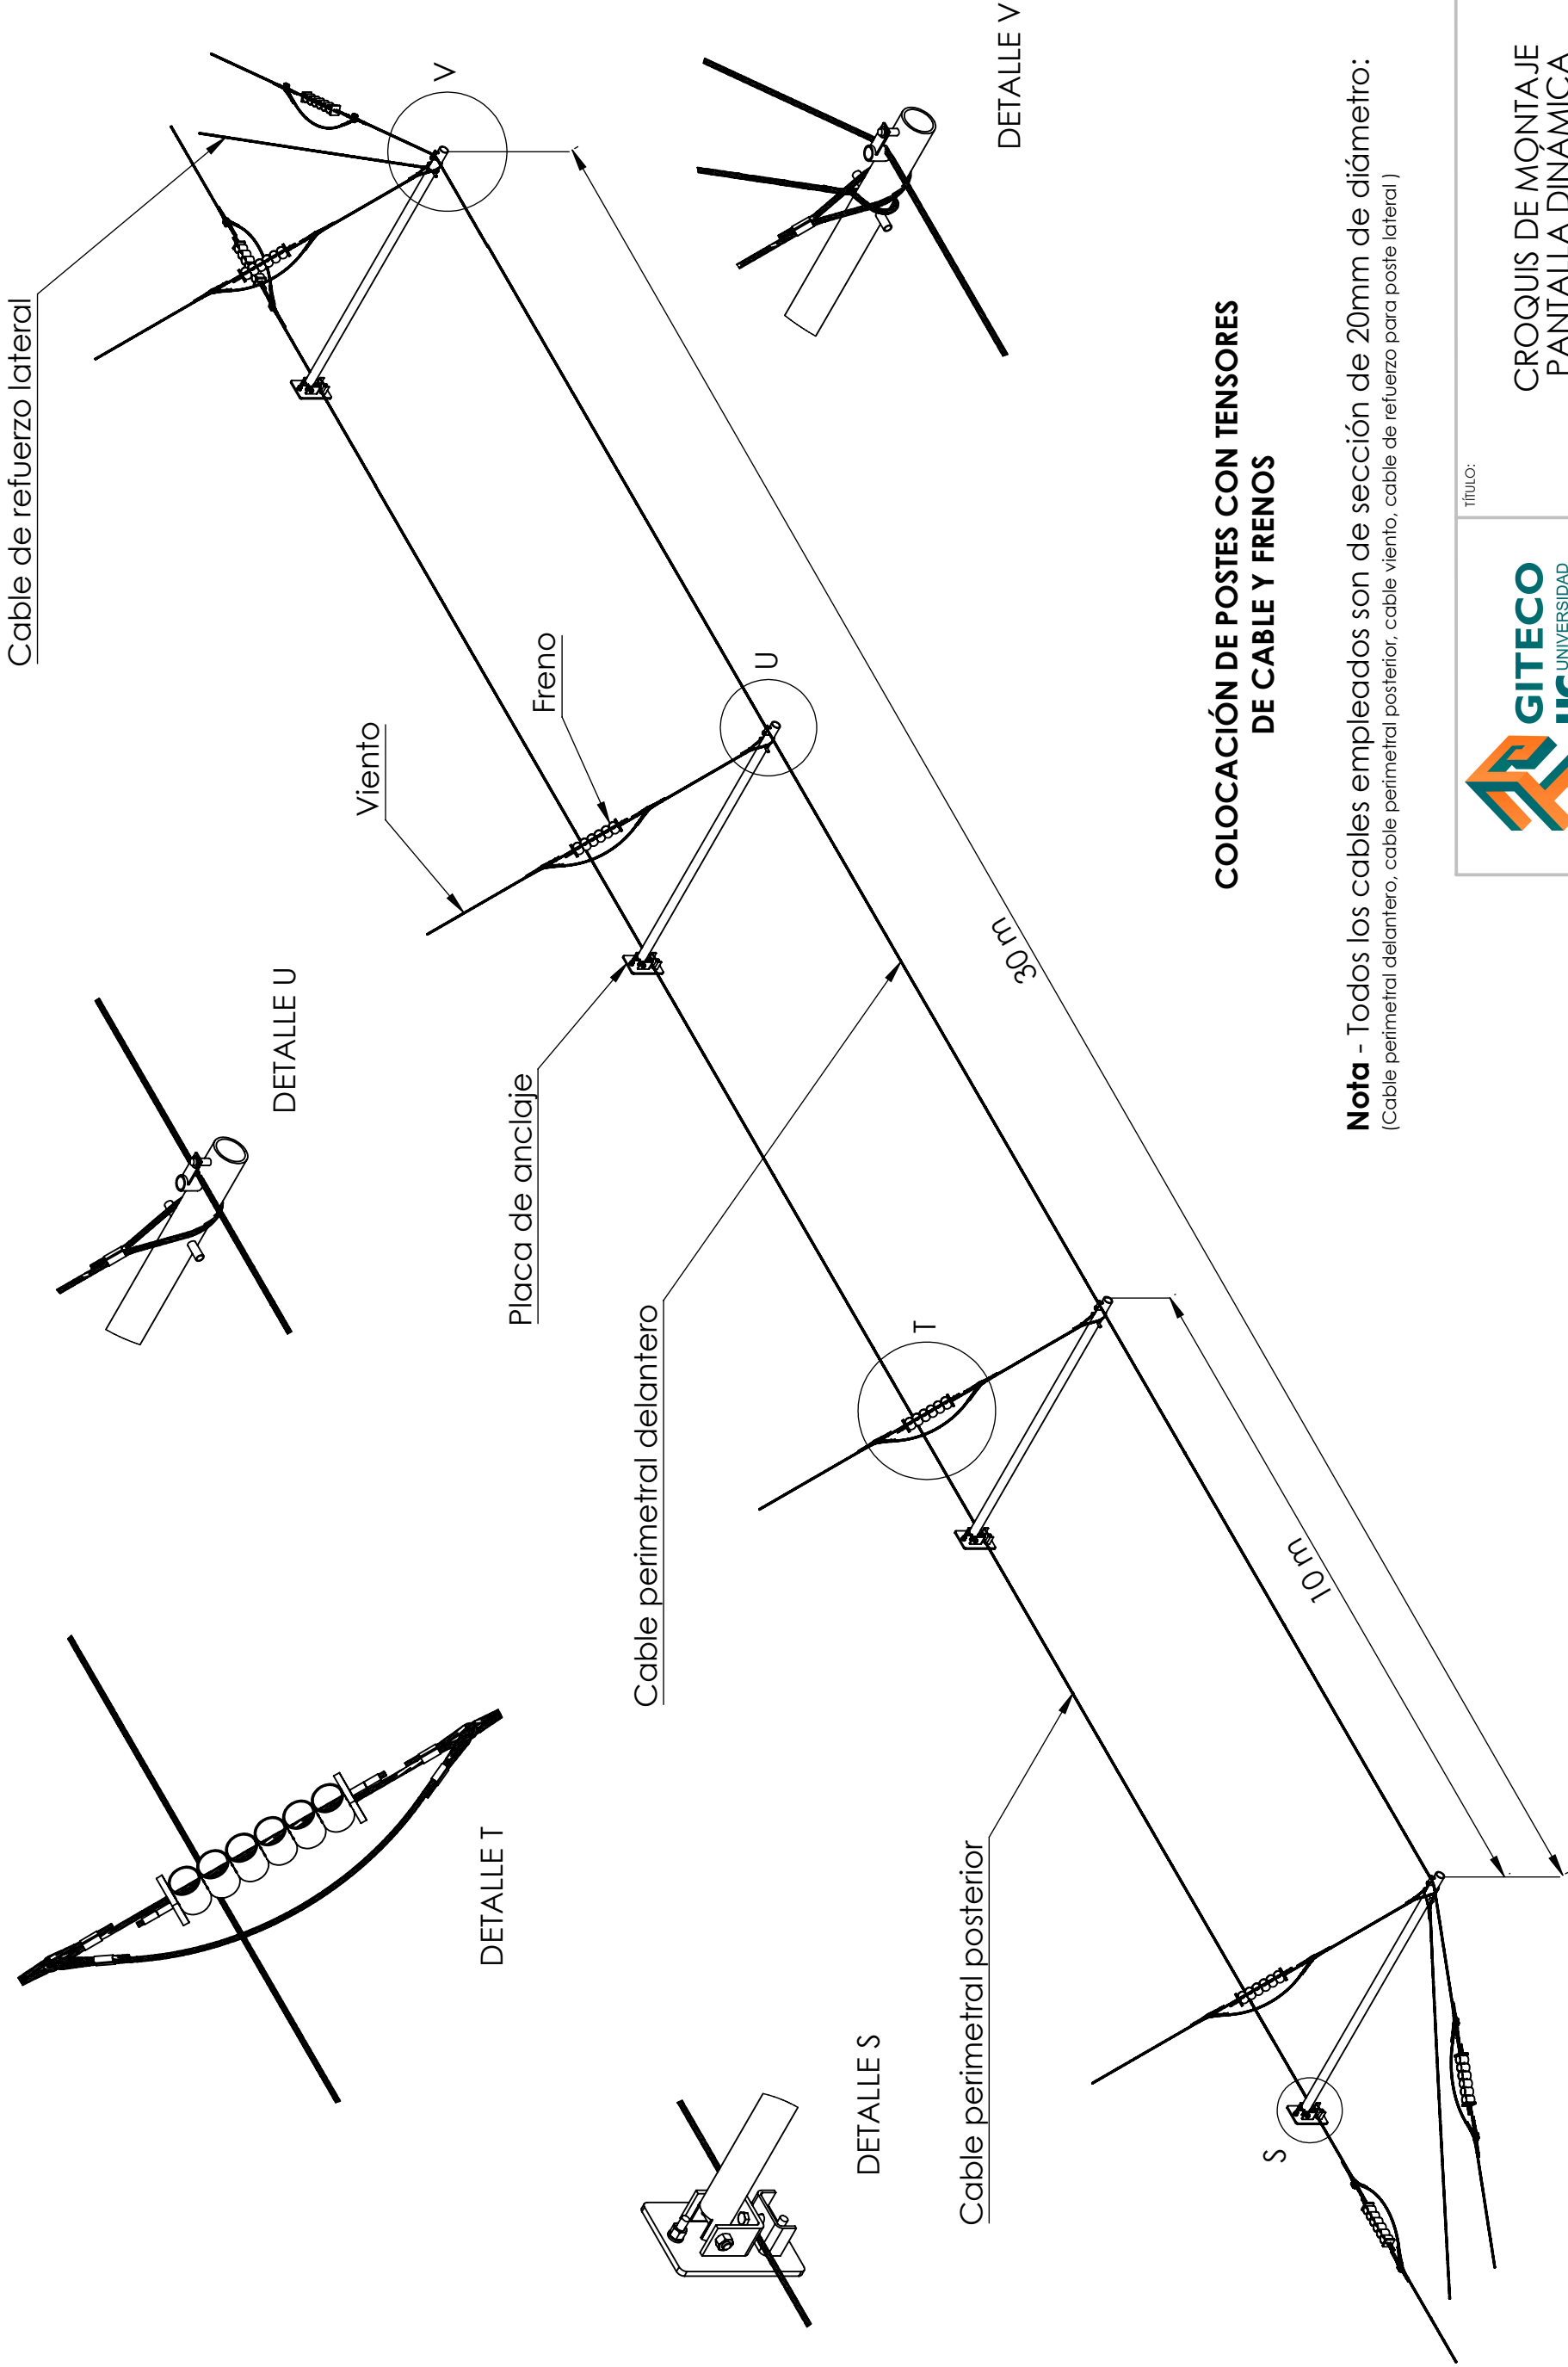 Cable de refuerzo lateral
V
DETALLE V
Viento
Freno
U
DETALLE U
Placa de anclaje
Cable perimetral delantero
T
DETALLE T
30 m
10 m
Cable perimetral posterior
S
DETALLE S
COLOCACIÓN DE POSTES CON TENSORES
DE CABLE Y FRENOS
Nota - Todos los cables empleados son de sección de 20mm de diámetro:
(Cable perimetral delantero, cable perimetral posterior, cable viento, cable de refuerzo para poste lateral )
GITECO
UNIVERSIDAD
TÍTULO:
CROQUIS DE MONTAJE
PANTALLA DINÁMICA